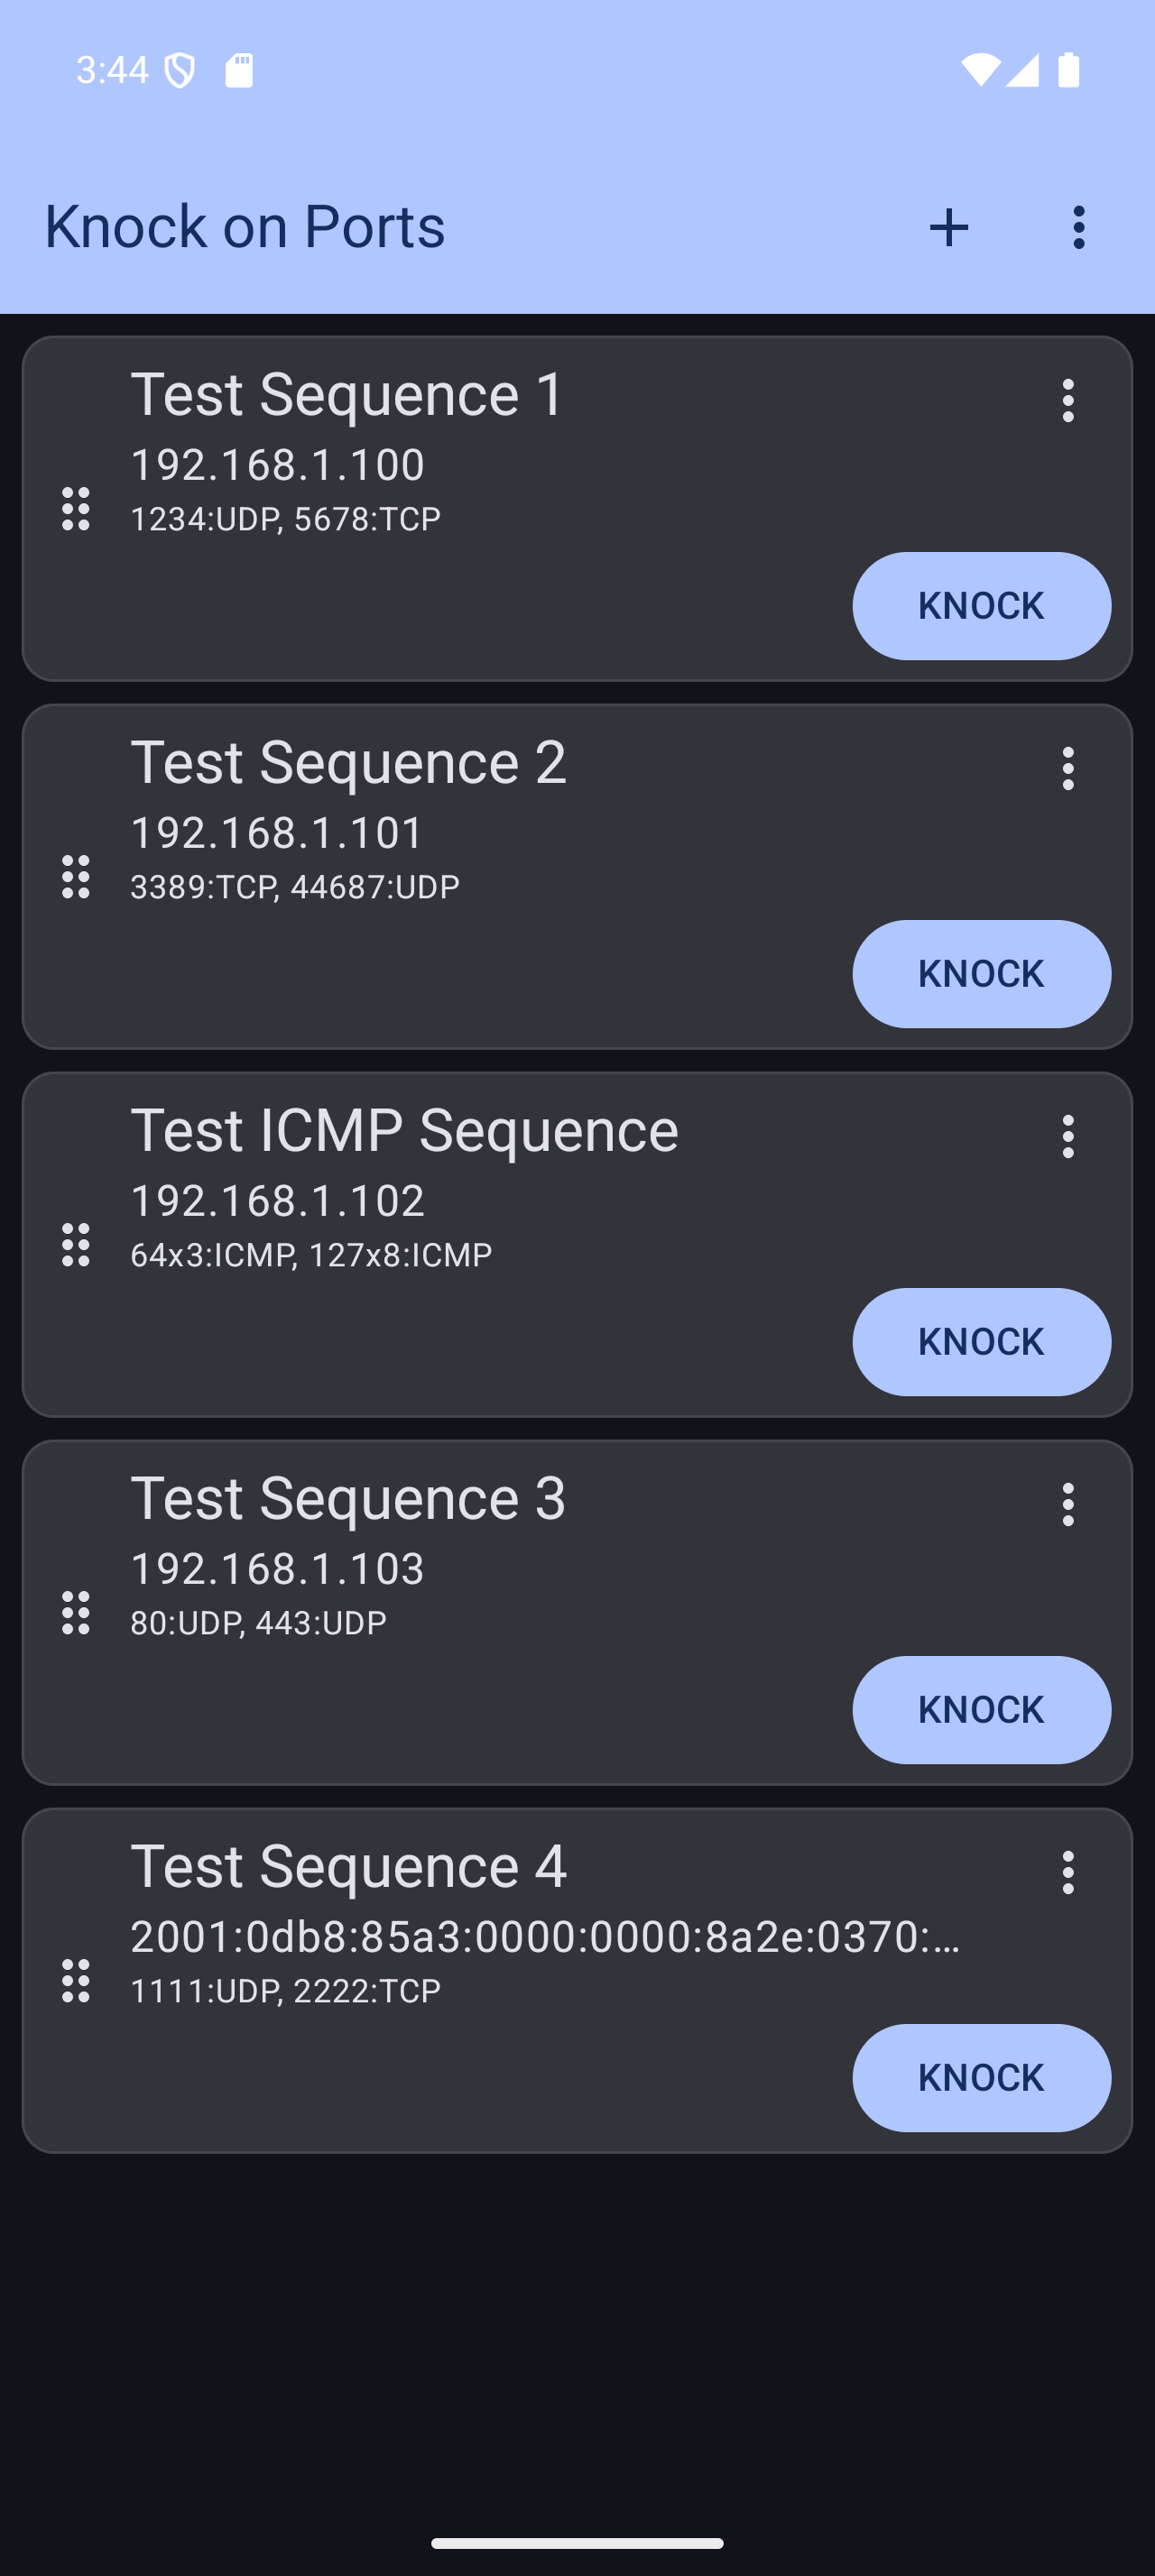 3:44
Knock on Ports
Test Sequence 1
192.168.1.100
1234:UDP, 5678:TCP
KNOCK
Test Sequence 2
192.168.1.101
3389:TCP, 44687:UDP
KNOCK
Test ICMP Sequence
192.168.1.102
64x3:ICMP, 127x8:ICMP
KNOCK
Test Sequence 3
192.168.1.103
80:UDP, 443:UDP
KNOCK
Test Sequence 4
2001:0db8:85a3:0000:0000:8a2e:0370:…
1111:UDP, 2222:TCP
KNOCK